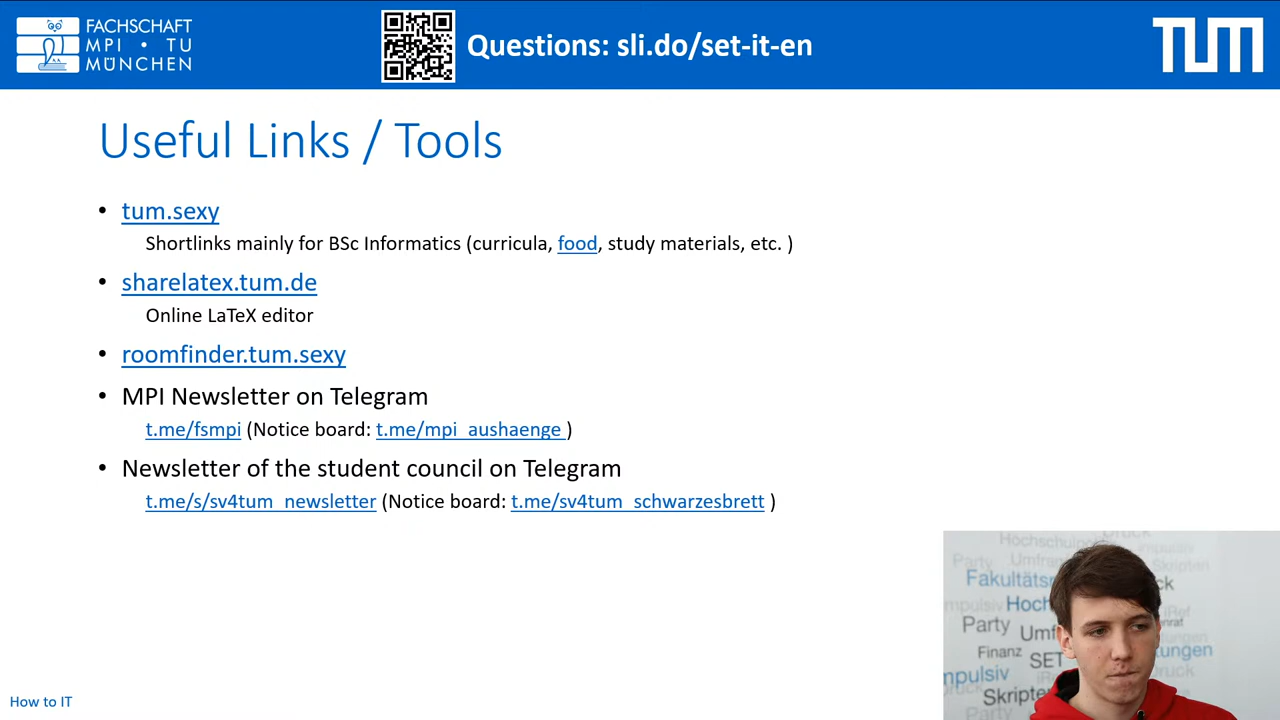 FACHSCHAFT
MPI • TU
MÜNCHEN
Questions: sli.do/set-it-en
TUM
Useful Links / Tools
• tum.sexy
Shortlinks mainly for BSc Informatics (curricula, food, study materials, etc. )
• sharelatex.tum.de
Online LaTeX editor
• roomfinder.tum.sexy
• MPI Newsletter on Telegram
t.me/fsmpi (Notice board: t.me/mpi_aushaenge )
• Newsletter of the student council on Telegram
t.me/s/sv4tum_newsletter (Notice board: t.me/sv4tum_schwarzesbrett )
Party
Party
Finanz
SET
Skripten
How to IT